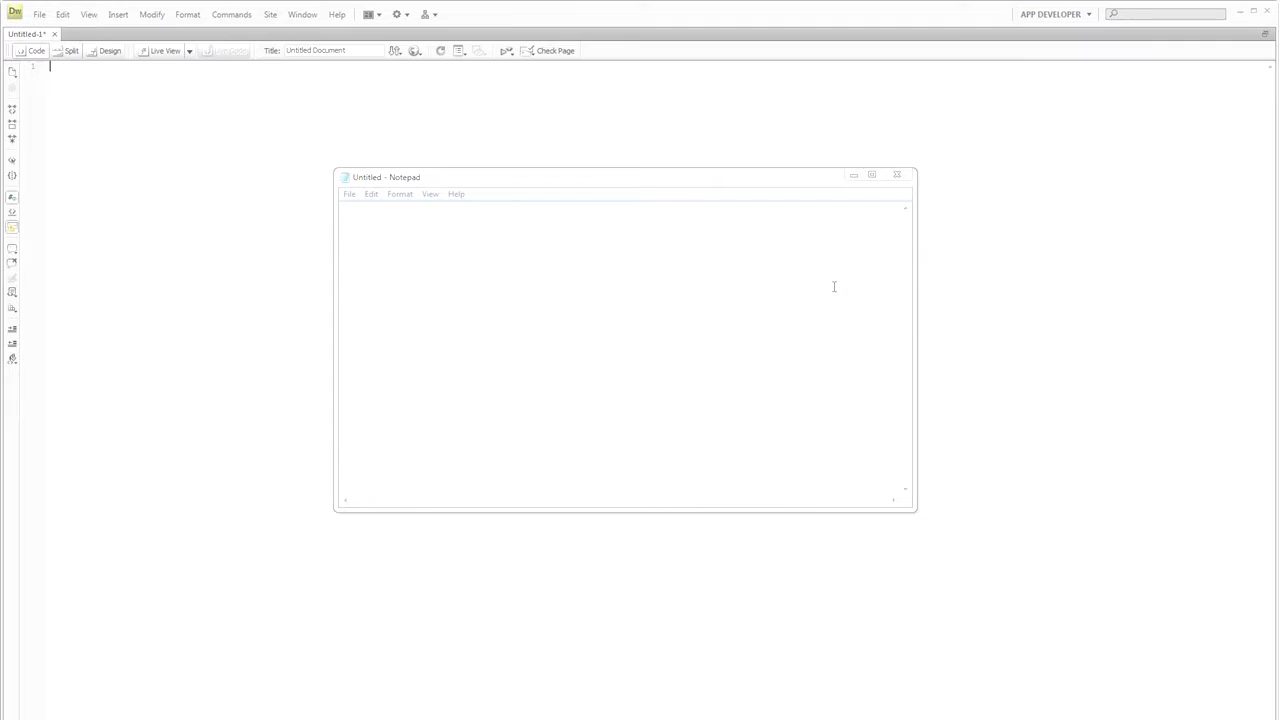 Dw File Edit View Insert Modify Format Commands Site Window Help APP DEVELOPER
Untitled-1*
Code Split Design Live View Title: Untitled Document Check Page
1
Untitled - Notepad
File Edit Format View Help